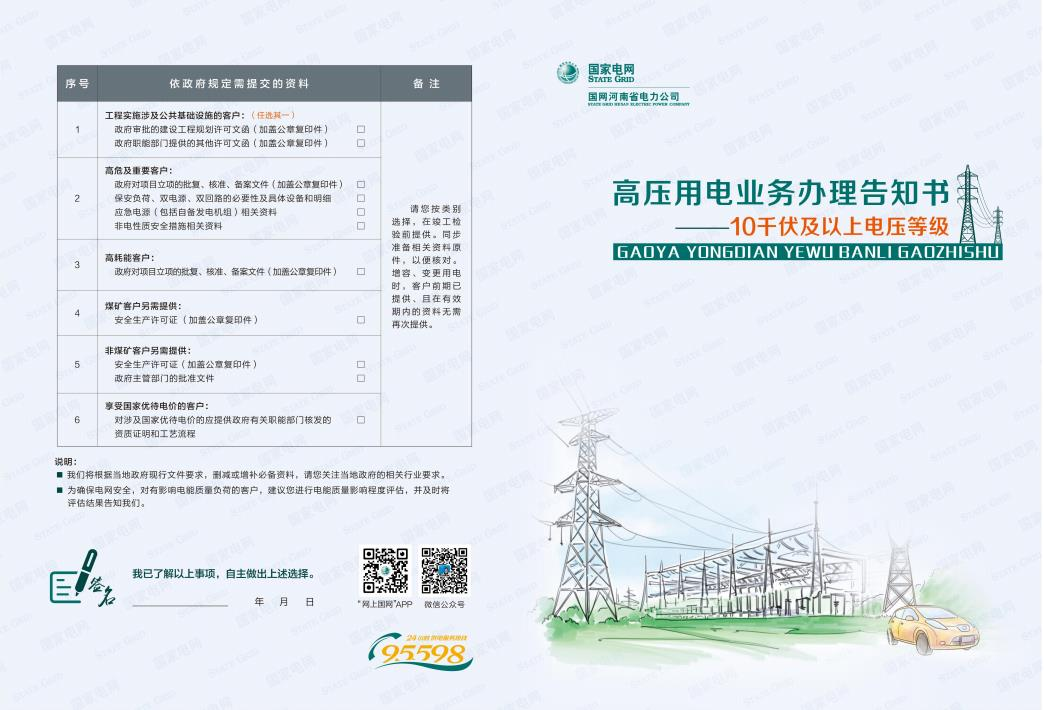 序号 依政府规定需提交的资料 备注
1
工程实施涉及公共基础设施的客户：（任选其一）
政府审批的建设工程规划许可文函（加盖公章复印件） □
政府职能部门提供的其他许可文函（加盖公章复印件） □
2
高危及重要客户：
政府对项目立项的批复、核准、备案文件（加盖公章复印件） □
保安负荷、双电源、双回路的必要性及具体设备和明细 □
应急电源（包括自备发电机组）相关资料 □
非电性质安全措施相关资料 □
3
高耗能客户：
政府对项目立项的批复、核准、备案文件（加盖公章复印件） □
4
煤矿客户另需提供：
安全生产许可证（加盖公章复印件） □
5
非煤矿客户另需提供：
安全生产许可证（加盖公章复印件） □
政府主管部门的批准文件 □
6
享受国家优待电价的客户：
对涉及国家优待电价的应提供政府有关职能部门核发的 □
资质证明和工艺流程
请您按类别
选择，在竣工检
验前提供。同步
准备相关资料原
件，以便核对。
增容、变更用电
时，客户前期已
提供、且在有效
期内的资料无需
再次提供。
说明：
■ 我们将根据当地政府现行文件要求，删减或增补必备资料，请您关注当地政府的相关行业要求。
■ 为确保电网安全，对有影响电能质量负荷的客户，建议您进行电能质量影响程度评估，并及时将
评估结果告知我们。
签名
我已了解以上事项，自主做出上述选择。
年 月 日
“网上国网”APP 微信公众号
24小时供电服务热线
95598
国家电网
STATE GRID
国网河南省电力公司
STATE GRID HENAN ELECTRIC POWER COMPANY
高压用电业务办理告知书
——10千伏及以上电压等级
GAOYA YONGDIAN YEWU BANLI GAOZHISHU